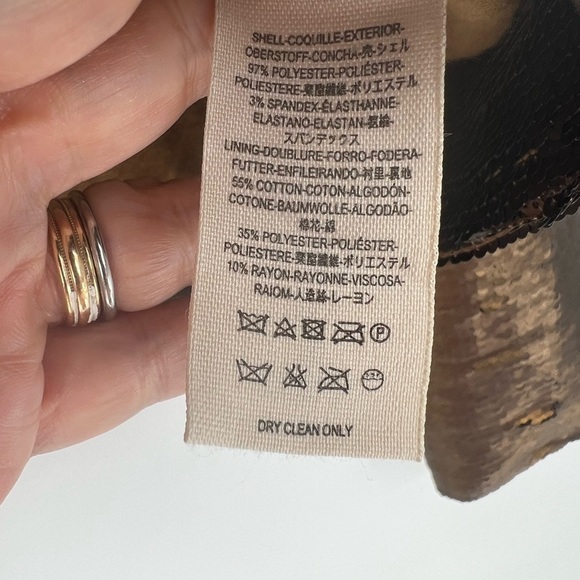 SHELL-COQUILLE-EXTERIOR-
OBERSTOFF-CONCHA-壳-シェル
97% POLYESTER-POLIÉSTER-
POLIESTERE-聚酯纖維-ポリエステル
3% SPANDEX-ÉLASTHANNE-
ELASTANO-ELASTAN-氨綸-
スパンデックス
LINING-DOUBLURE-FORRO-FODERA-
FUTTER-ENFILEIRANDO-衬里-裏地
55% COTTON-COTON-ALGODÓN-
COTONE-BAUMWOLLE-ALGODÃO-
棉花-綿
35% POLYESTER-POLIÉSTER-
POLIESTERE-聚酯纖維-ポリエステル
10% RAYON-RAYONNE-VISCOSA-
RAIOM-人造絲-レーヨン
P
DRY CLEAN ONLY